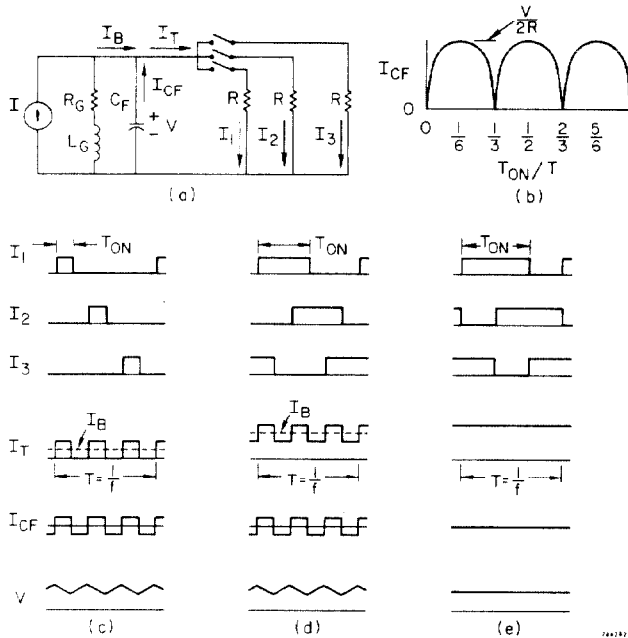 I_B I_T
I R_G C_F I_CF R R R
+
V
-
L_G I_1 I_2 I_3
(a)
V/2R
I_CF
0
0 1/6 1/3 1/2 2/3 5/6
T_ON/T
(b)
I_1 T_ON T_ON T_ON
I_2
I_3
I_B I_B
I_T
T=1/f T=1/f T=1/f
I_CF
V
(c) (d) (e)